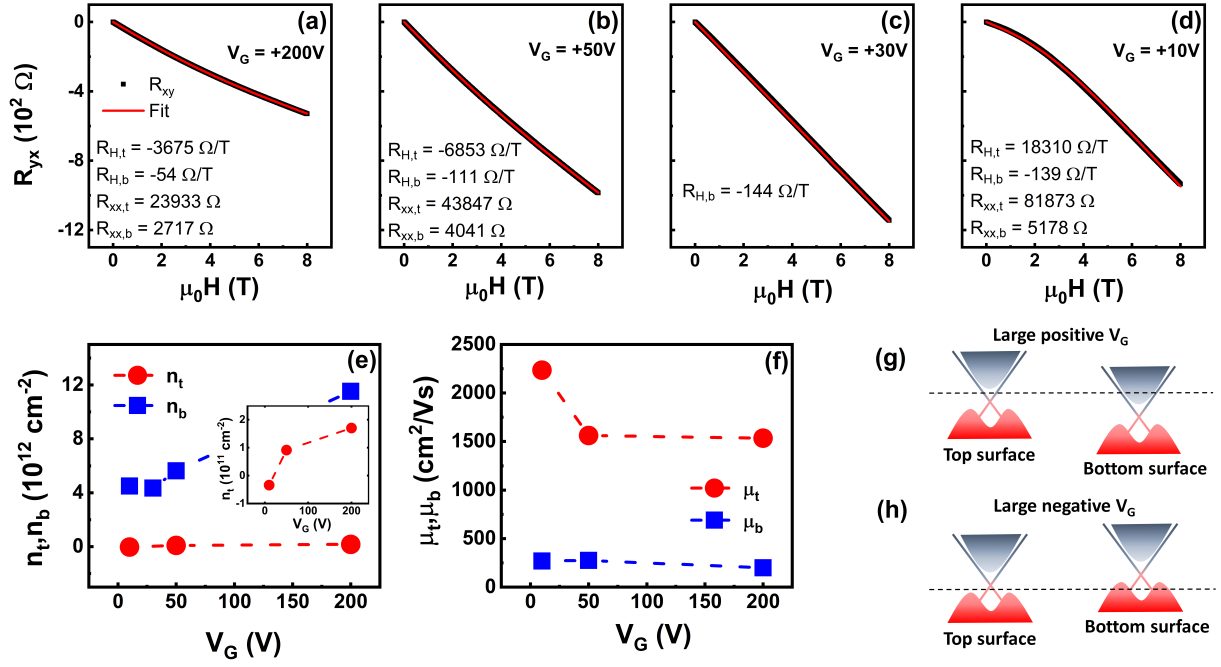 (a)
V_G = +200V
R_xy
Fit
R_H,t = -3675 Ω/T
R_H,b = -54 Ω/T
R_xx,t = 23933 Ω
R_xx,b = 2717 Ω
0
-4
-8
-12
R_yx (10² Ω)
0 2 4 6 8
μ₀H (T)
(b)
V_G = +50V
R_H,t = -6853 Ω/T
R_H,b = -111 Ω/T
R_xx,t = 43847 Ω
R_xx,b = 4041 Ω
0 2 4 6 8
μ₀H (T)
(c)
V_G = +30V
R_H,b = -144 Ω/T
0 2 4 6 8
μ₀H (T)
(d)
V_G = +10V
R_H,t = 18310 Ω/T
R_H,b = -139 Ω/T
R_xx,t = 81873 Ω
R_xx,b = 5178 Ω
0 2 4 6 8
μ₀H (T)
(e)
n_t
n_b
12
8
4
0
n_t,n_b (10¹² cm⁻²)
2
1
0
-1
n_t (10¹¹ cm⁻²)
0 100 200
V_G (V)
0 50 100 150 200
V_G (V)
(f)
2500
2250
2000
1750
1500
1250
1000
750
500
250
0
μ_t,μ_b (cm²/Vs)
μ_t
μ_b
0 50 100 150 200
V_G (V)
(g)
Large positive V_G
Top surface
Bottom surface
(h)
Large negative V_G
Top surface
Bottom surface